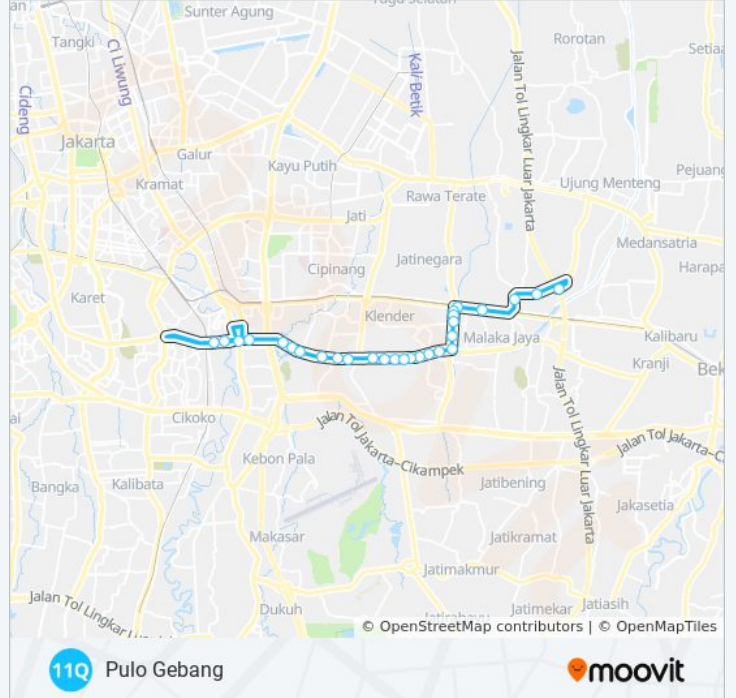 Sunter Agung
Rorotan
Tangki
Ci Liwung
Kali Betik
Jalan Tol Lingkar Luar Jakarta
Cideng
Jakarta
Galur
Kayu Putih
Kramat
Pejuang
Ujung Menteng
Rawa Terate
Jati
Medansatria
Jatinegara
Cipinang
Harapa
Karet
Klender
Malaka Jaya
Kalibaru
Kranji
Bek
Cikoko
Jalan Tol Jakarta–Cikampek
Jalan Tol Lingkar Luar Jakarta
Jalan Tol Jakarta–C
Kebon Pala
Bangka
Kalibata
Jatibening
Jakasetia
Makasar
Jatikramat
Jatimakmur
Jalan Tol Lingkar Lu
Dukuh
Jatimekar
Jatiasih
© OpenStreetMap contributors | © OpenMapTiles
11Q Pulo Gebang
moovit